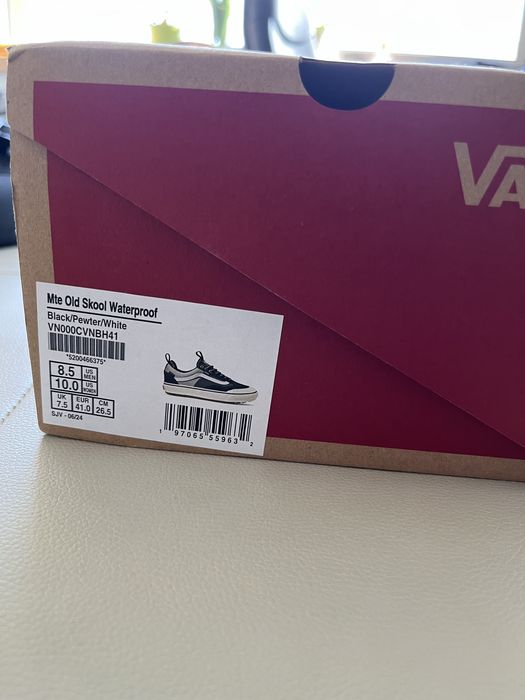 VA
Mte Old Skool Waterproof
Black/Pewter/White
VN000CVNBH41
*5200466375*
8.5 US MEN
10.0 US WOMEN
UK EUR CM
7.5 41.0 26.5
SJV - 06/24
1 97065 55963 2